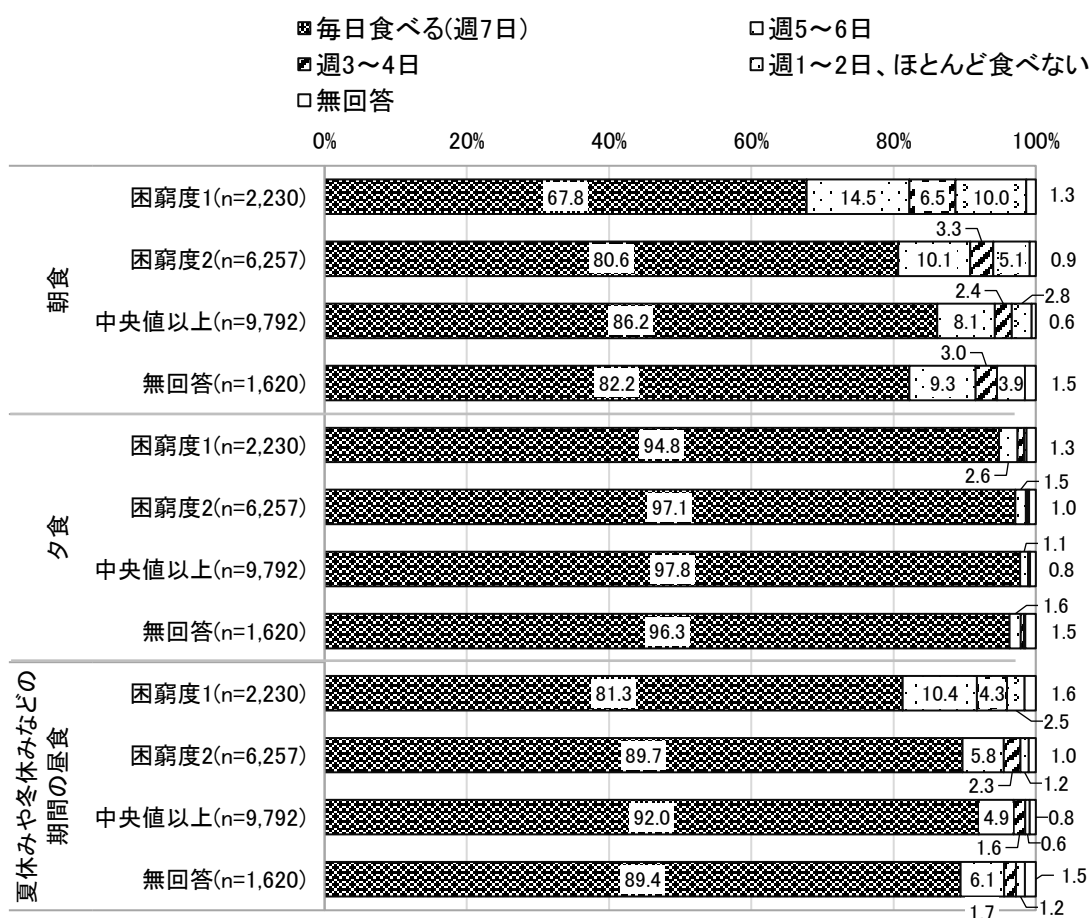 毎日食べる(週7日) 週5～6日
週3～4日 週1～2日、ほとんど食べない
無回答
0% 20% 40% 60% 80% 100%
朝食
困窮度1(n=2,230) 67.8 14.5 6.5 10.0 1.3
3.3
困窮度2(n=6,257) 80.6 10.1 5.1 0.9
2.4 2.8
中央値以上(n=9,792) 86.2 8.1 0.6
3.0
無回答(n=1,620) 82.2 9.3 3.9 1.5
夕食
困窮度1(n=2,230) 94.8 1.3
2.6
1.5
困窮度2(n=6,257) 97.1 1.0
1.1
中央値以上(n=9,792) 97.8 0.8
1.6
無回答(n=1,620) 96.3 1.5
夏休みや冬休みなどの
期間の昼食
困窮度1(n=2,230) 81.3 10.4 4.3 1.6
2.5
困窮度2(n=6,257) 89.7 5.8 1.0
2.3 1.2
中央値以上(n=9,792) 92.0 4.9 0.8
1.6 0.6
無回答(n=1,620) 89.4 6.1 1.5
1.7 1.2